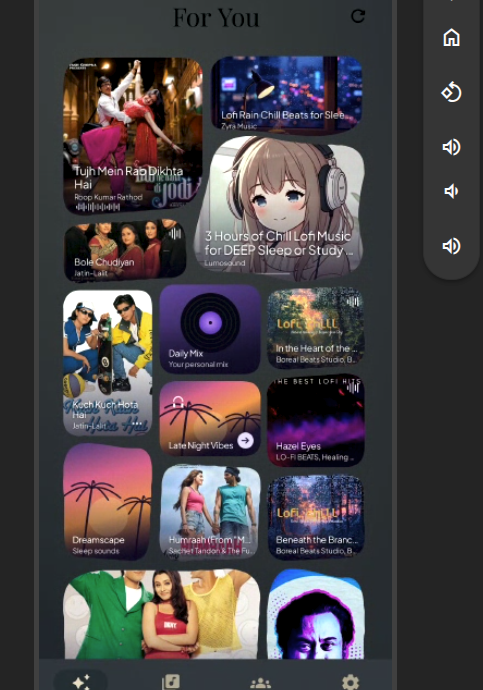 For You
Tujh Mein Rab Dikhta
Hai
Roop Kumar Rathod
Lofi Rain Chill Beats for Slee...
Zyra Music
3 Hours of Chill Lofi Music
for DEEP Sleep or Study ...
Lumosound
Bole Chudiyan
Jatin-Lalit
Kuch Kuch Hota
Hai
Jatin-Lalit
Daily Mix
Your personal mix
Lofi
In the Heart of the ...
Boreal Beats Studio, B...
Late Night Vibes
THE BEST LOFI HITS
Hazel Eyes
LO-FI BEATS, Healing ...
Dreamscape
Sleep sounds
Humraah (From "M...
Sachet Tandon & The Fu...
Lofi
Beneath the Branc...
Boreal Beats Studio, B...
DKNY